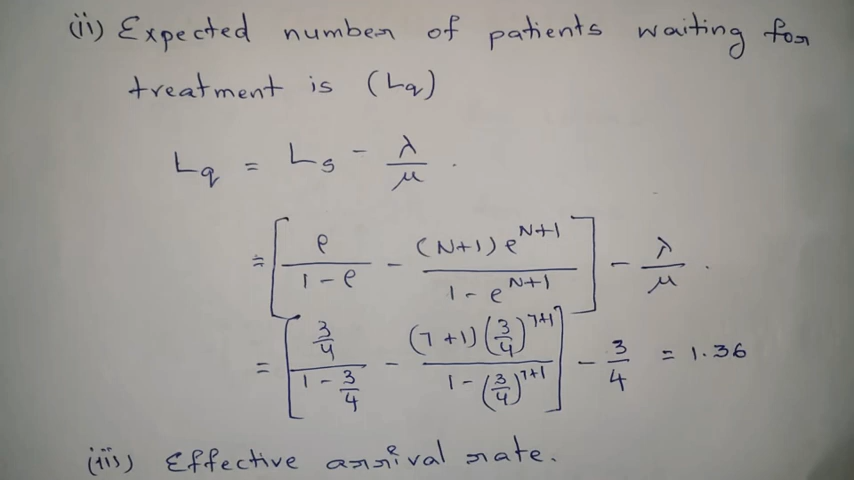 (ii) Expected number of patients waiting for
treatment is (Lq)
Lq = Ls - λ/μ .
= [ρ/(1-ρ) - (N+1)ρ^(N+1)/(1-ρ^(N+1))] - λ/μ .
= [(3/4)/(1-3/4) - (7+1)(3/4)^(7+1)/(1-(3/4)^(7+1))] - 3/4 = 1.36
(iii) Effective arrival rate.